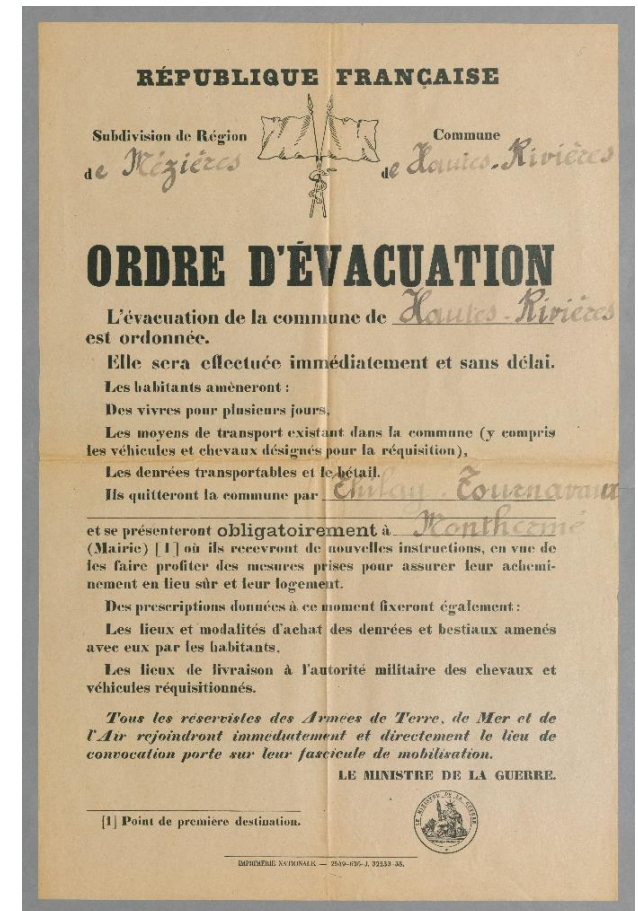 RÉPUBLIQUE FRANÇAISE
Subdivision de Région
de Mézières
Commune
de Hautes-Rivières
ORDRE D'ÉVACUATION
L'évacuation de la commune de Hautes-Rivières
est ordonnée.
Elle sera effectuée immédiatement et sans délai.
Les habitants amèneront :
Des vivres pour plusieurs jours,
Les moyens de transport existant dans la commune (y compris
les véhicules et chevaux désignés pour la réquisition),
Les denrées transportables et le bétail.
Ils quitteront la commune par Thilay-Tournavaux
et se présenteront obligatoirement à Monthermé
(Mairie) [1] où ils recevront de nouvelles instructions, en vue de
les faire profiter des mesures prises pour assurer leur achemi-
nement en lieu sûr et leur logement.
Des prescriptions données à ce moment fixeront également :
Les lieux et modalités d'achat des denrées et bestiaux amenés
avec eux par les habitants.
Les lieux de livraison à l'autorité militaire des chevaux et
véhicules réquisitionnés.
Tous les réservistes des Armées de Terre, de Mer et de
l'Air rejoindront immédiatement et directement le lieu de
convocation porté sur leur fascicule de mobilisation.
LE MINISTRE DE LA GUERRE.
[1] Point de première destination.
LE MINISTRE DE LA GUERRE
IMPRIMERIE NATIONALE. —